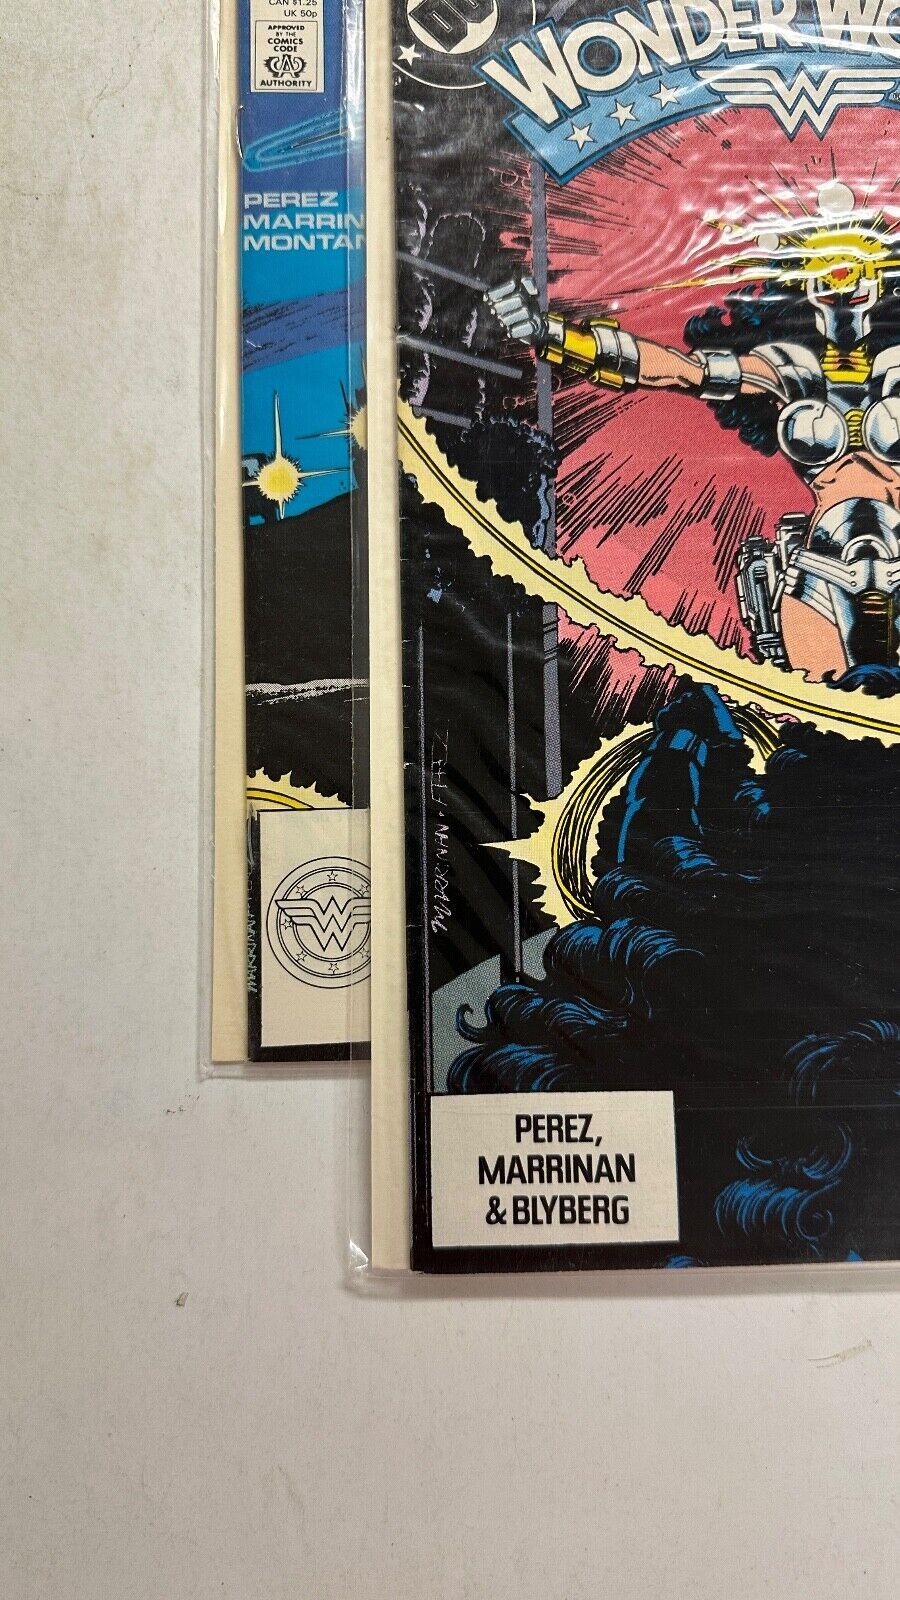 CAN $1.25
UK 50p
APPROVED
BY THE
COMICS
CODE
AUTHORITY
PEREZ
MARRIN
MONTAN
DC
WONDER WO
W
W
MARRINAN
PEREZ,
MARRINAN
& BLYBERG